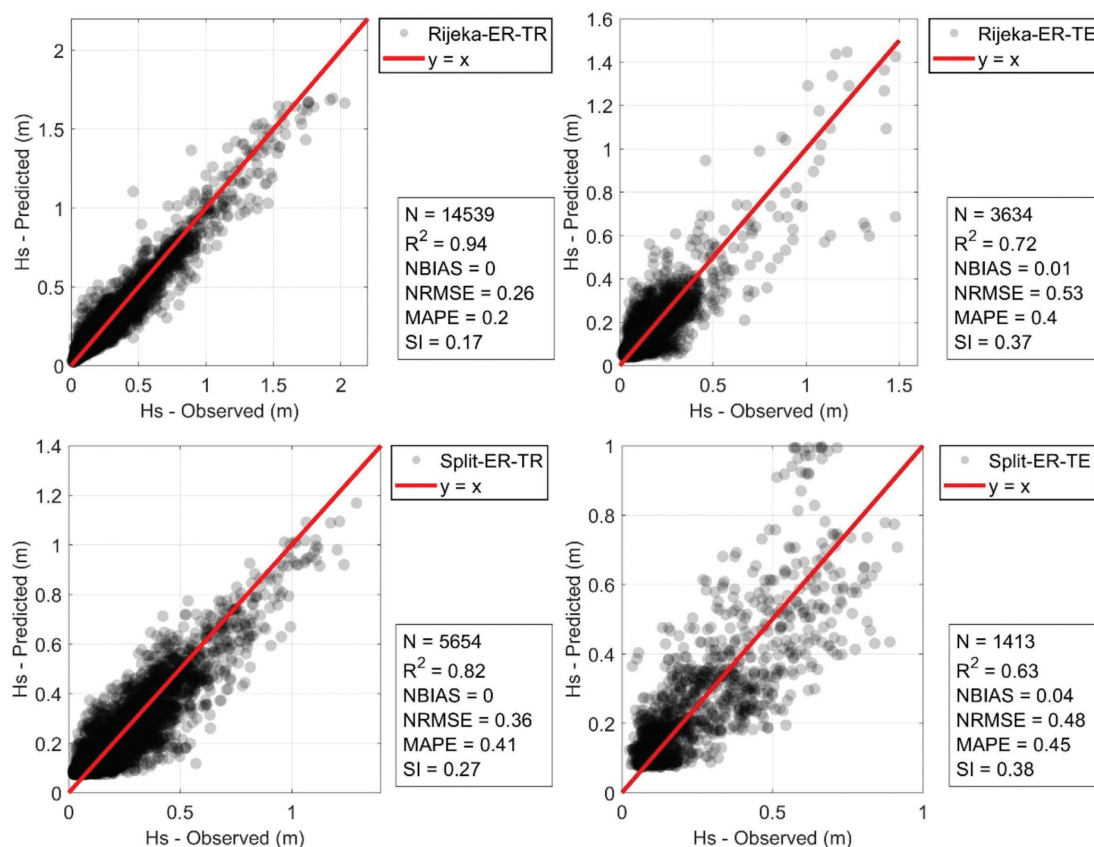 2
1.5
1
0.5
0
0 0.5 1 1.5 2
Hs - Predicted (m)
Hs - Observed (m)
Rijeka-ER-TR
y = x
N = 14539
R² = 0.94
NBIAS = 0
NRMSE = 0.26
MAPE = 0.2
SI = 0.17
1.6
1.4
1.2
1
0.8
0.6
0.4
0.2
0
0 0.5 1 1.5
Hs - Predicted (m)
Hs - Observed (m)
Rijeka-ER-TE
y = x
N = 3634
R² = 0.72
NBIAS = 0.01
NRMSE = 0.53
MAPE = 0.4
SI = 0.37
1.4
1.2
1
0.8
0.6
0.4
0.2
0
0 0.5 1
Hs - Predicted (m)
Hs - Observed (m)
Split-ER-TR
y = x
N = 5654
R² = 0.82
NBIAS = 0
NRMSE = 0.36
MAPE = 0.41
SI = 0.27
1
0.8
0.6
0.4
0.2
0
0 0.5 1
Hs - Predicted (m)
Hs - Observed (m)
Split-ER-TE
y = x
N = 1413
R² = 0.63
NBIAS = 0.04
NRMSE = 0.48
MAPE = 0.45
SI = 0.38